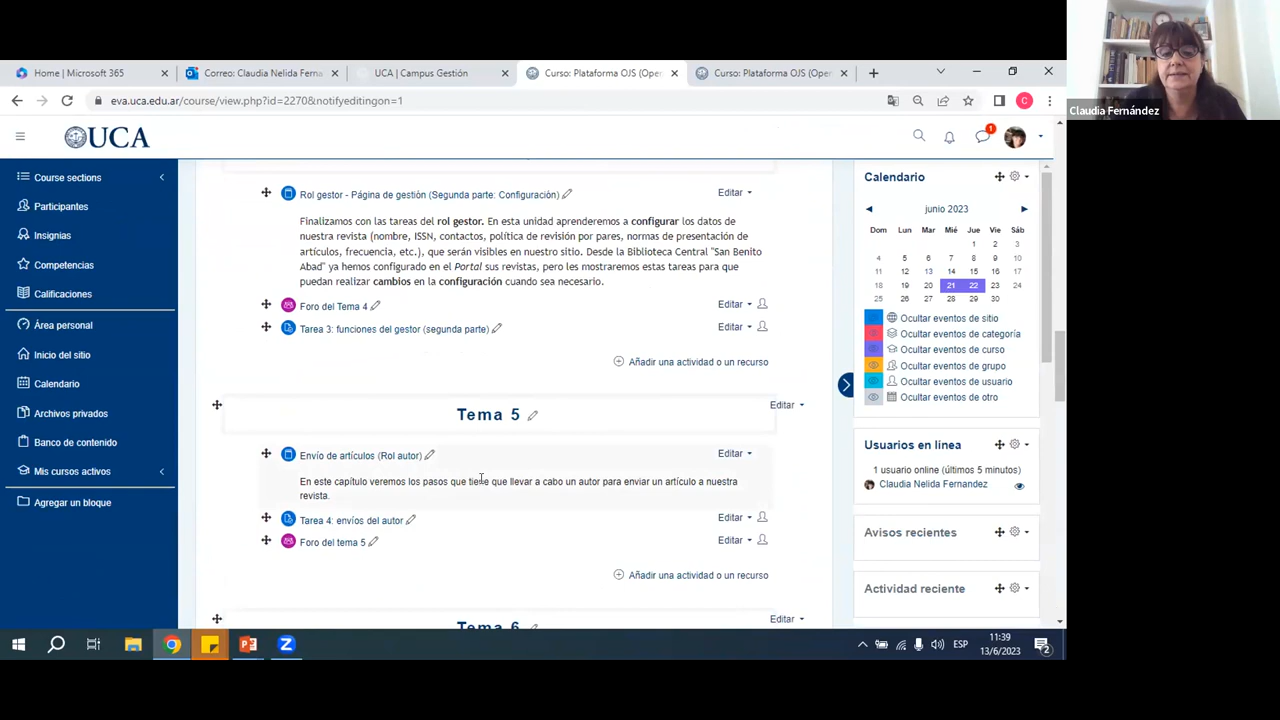 Home | Microsoft 365
Correo: Claudia Nelida Ferna
UCA | Campus Gestión
Curso: Plataforma OJS (Open
Curso: Plataforma OJS (Open
eva.uca.edu.ar/course/view.php?id=2270&notifyeditingon=1
C
Claudia Fernández
UCA
1
Course sections
Participantes
Insignias
Competencias
Calificaciones
Área personal
Inicio del sitio
Calendario
Archivos privados
Banco de contenido
Mis cursos activos
Agregar un bloque
Rol gestor - Página de gestión (Segunda parte: Configuración)
Editar
Finalizamos con las tareas del rol gestor. En esta unidad aprenderemos a configurar los datos de
nuestra revista (nombre, ISSN, contactos, política de revisión por pares, normas de presentación de
artículos, frecuencia, etc.), que serán visibles en nuestro sitio. Desde la Biblioteca Central "San Benito
Abad" ya hemos configurado en el Portal sus revistas, pero les mostraremos estas tareas para que
puedan realizar cambios en la configuración cuando sea necesario.
Foro del Tema 4
Editar
Tarea 3: funciones del gestor (segunda parte)
Editar
Añadir una actividad o un recurso
Tema 5
Editar
Envío de artículos (Rol autor)
Editar
En este capítulo veremos los pasos que tiene que llevar a cabo un autor para enviar un artículo a nuestra
revista.
Tarea 4: envíos del autor
Editar
Foro del tema 5
Editar
Añadir una actividad o un recurso
Tema 6
Editar
Calendario
junio 2023
Dom Lun Mar Mié Jue Vie Sáb
1 2 3
4 5 6 7 8 9 10
11 12 13 14 15 16 17
18 19 20 21 22 23 24
25 26 27 28 29 30
Ocultar eventos de sitio
Ocultar eventos de categoría
Ocultar eventos de curso
Ocultar eventos de grupo
Ocultar eventos de usuario
Ocultar eventos de otro
Usuarios en línea
1 usuario online (últimos 5 minutos)
Claudia Nelida Fernandez
Avisos recientes
Actividad reciente
ESP
11:39
13/6/2023
2